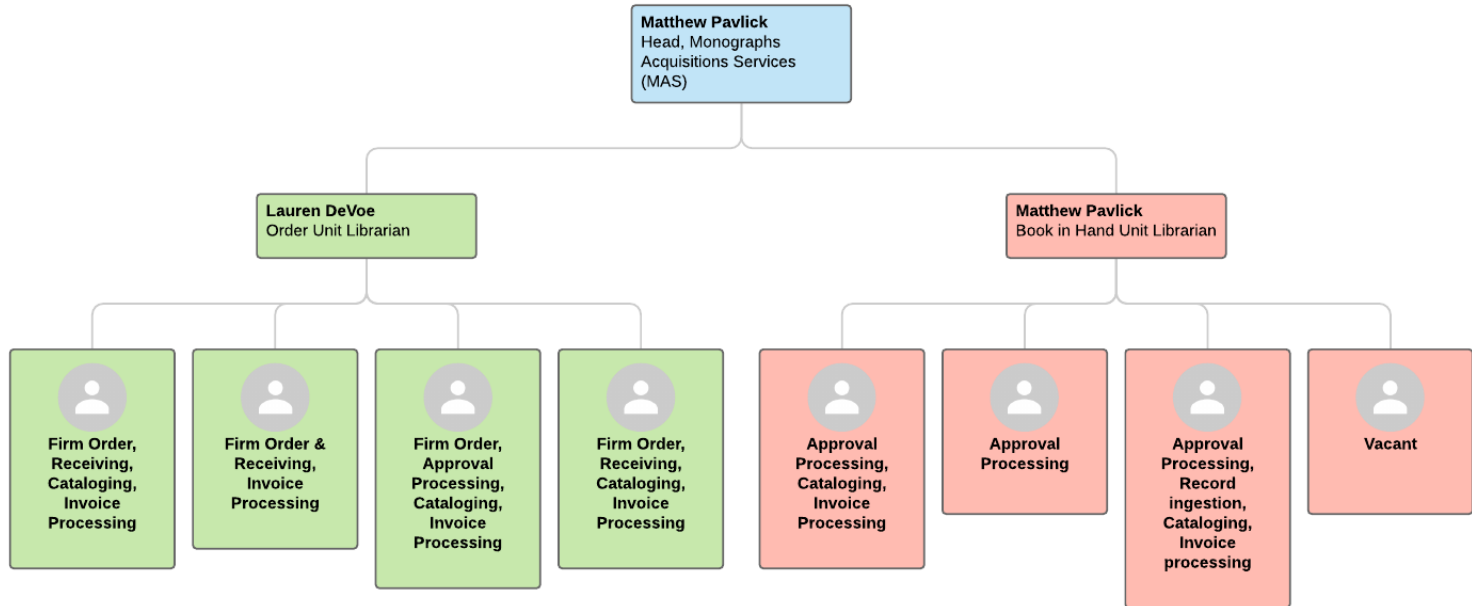 Matthew Pavlick
Head, Monographs
Acquisitions Services
(MAS)
Lauren DeVoe
Order Unit Librarian
Matthew Pavlick
Book in Hand Unit Librarian
Firm Order,
Receiving,
Cataloging,
Invoice
Processing
Firm Order &
Receiving,
Invoice
Processing
Firm Order,
Approval
Processing,
Cataloging,
Invoice
Processing
Firm Order,
Receiving,
Cataloging,
Invoice
Processing
Approval
Processing,
Cataloging,
Invoice
Processing
Approval
Processing
Approval
Processing,
Record
ingestion,
Cataloging,
Invoice
processing
Vacant